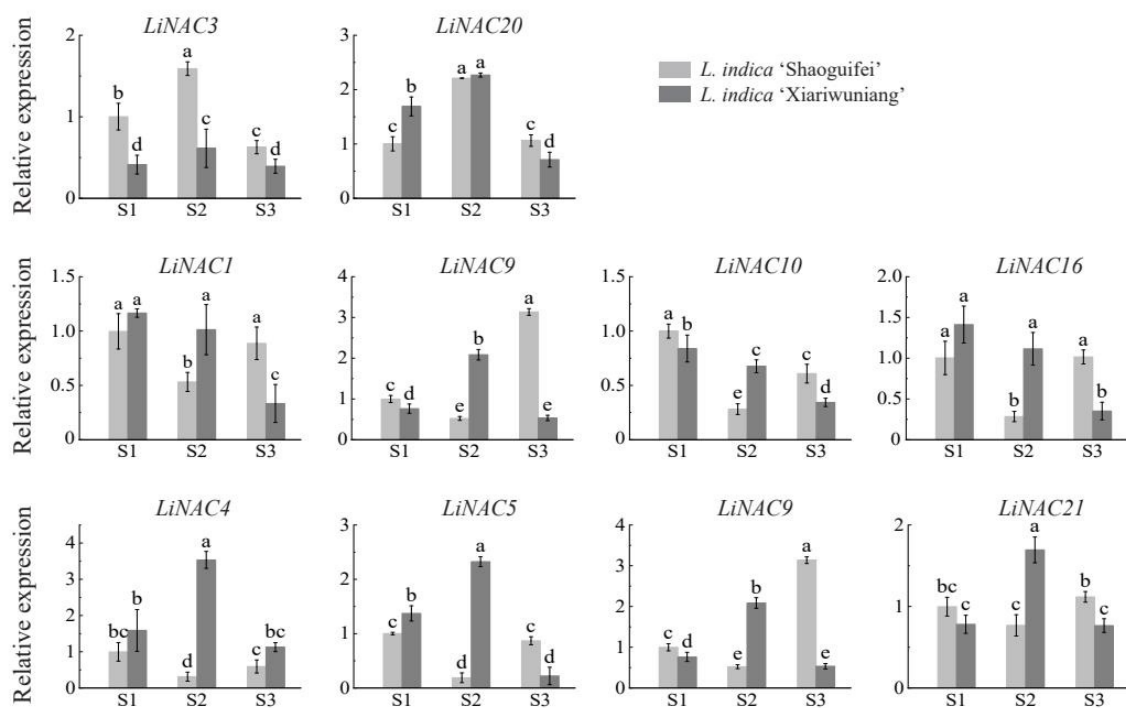 LiNAC3 LiNAC20
L. indica ‘Shaoguifei’
L. indica ‘Xiariwuniang’
Relative expression
2
1
0
b d a d c d
S1 S2 S3
3
2
1
0
c b a a c d
S1 S2 S3
LiNAC1 LiNAC9 LiNAC10 LiNAC16
Relative expression
1.5
1.0
0.5
0
a a b a a c
S1 S2 S3
4
3
2
1
0
c d e b a e
S1 S2 S3
1.5
1.0
0.5
0
a b e c c d
S1 S2 S3
2.0
1.5
1.0
0.5
0
a a b a a b
S1 S2 S3
LiNAC4 LiNAC5 LiNAC9 LiNAC21
Relative expression
4
3
2
1
0
bc b d a cd bc
S1 S2 S3
3
2
1
0
c b d a c d
S1 S2 S3
4
3
2
1
0
c d e b a e
S1 S2 S3
2
1
0
bc c c a b c
S1 S2 S3